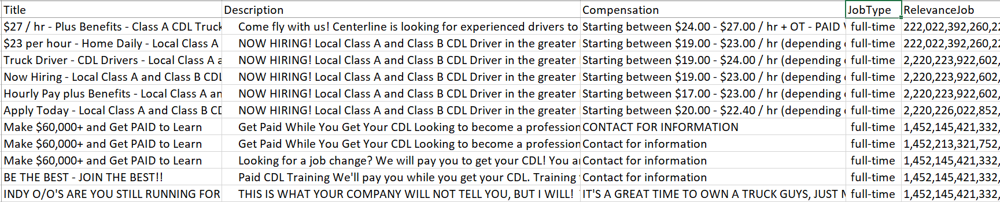 Title Description Compensation JobType RelevanceJob
$27 / hr - Plus Benefits - Class A CDL Truck Come fly with us! Centerline is looking for experienced drivers to Starting between $24.00 - $27.00 / hr + OT - PAID full-time 222,022,392,260,22
$23 per hour - Home Daily - Local Class A NOW HIRING! Local Class A and Class B CDL Driver in the greater Starting between $19.00 - $23.00 / hr (depending full-time 222,022,392,260,22
Truck Driver - CDL Drivers - Local Class A a NOW HIRING! Local Class A and Class B CDL Driver in the greater Starting between $19.00 - $24.00 / hr (depending full-time 2,220,223,922,602,
Now Hiring - Local Class A and Class B CDL NOW HIRING! Local Class A and Class B CDL Driver in the greater Starting between $19.00 - $23.00 / hr (depending full-time 2,220,223,922,602,
Hourly Pay plus Benefits - Local Class A an NOW HIRING! Local Class A and Class B CDL Driver in the greater Starting between $17.00 - $23.00 / hr (depending full-time 2,220,223,922,602,
Apply Today - Local Class A and Class B CD NOW HIRING! Local Class A and Class B CDL Driver in the greater Starting between $20.00 - $22.40 / hr (depending full-time 2,220,226,022,852,
Make $60,000+ and Get PAID to Learn Get Paid While You Get Your CDL Looking to become a profession CONTACT FOR INFORMATION full-time 1,452,145,421,332,
Make $60,000+ and Get PAID to Learn Get Paid While You Get Your CDL Looking to become a profession Contact for information full-time 1,452,213,321,752,
Make $60,000+ and Get PAID to Learn Looking for a job change? We will pay you to get your CDL! You a Contact for information full-time 1,452,145,421,332,
BE THE BEST - JOIN THE BEST!! Paid CDL Training We'll pay you while you get your CDL. Training Contact for information full-time 1,452,145,421,332,
INDY O/O'S ARE YOU STILL RUNNING FOR THIS IS WHAT YOUR COMPANY WILL NOT TELL YOU, BUT I WILL! IT'S A GREAT TIME TO OWN A TRUCK GUYS, JUST full-time 1,452,145,421,332,